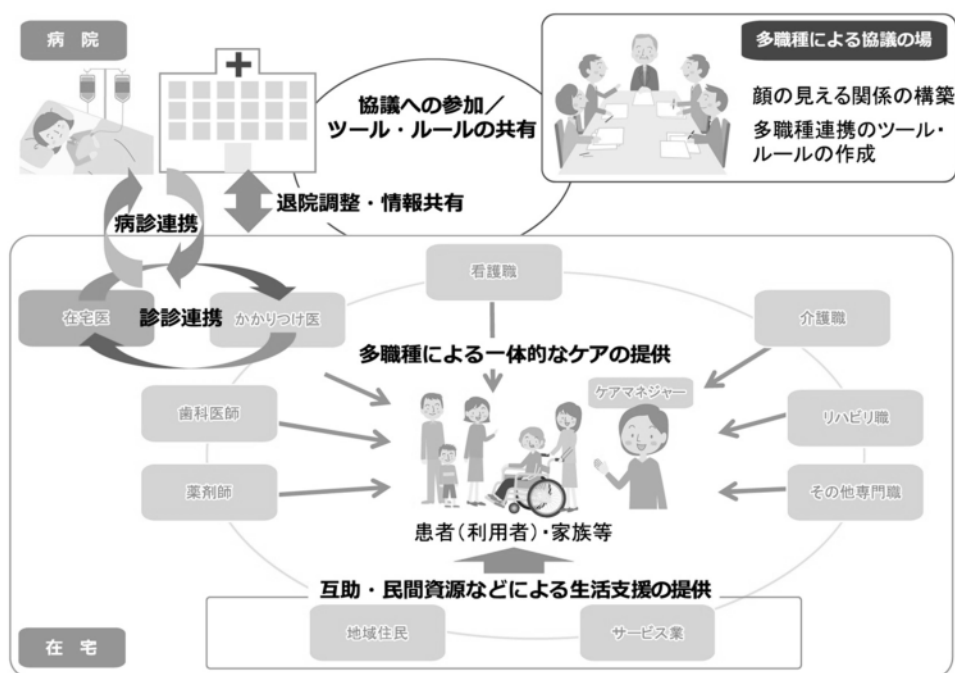 病 院
多職種による協議の場
協議への参加／
ツール・ルールの共有
顔の見える関係の構築
多職種連携のツール・
ルールの作成
退院調整・情報共有
病診連携
看護職
在宅医
診診連携
かかりつけ医
介護職
多職種による一体的なケアの提供
ケアマネジャー
歯科医師
リハビリ職
薬剤師
その他専門職
患者(利用者)・家族等
互助・民間資源などによる生活支援の提供
地域住民
サービス業
在 宅